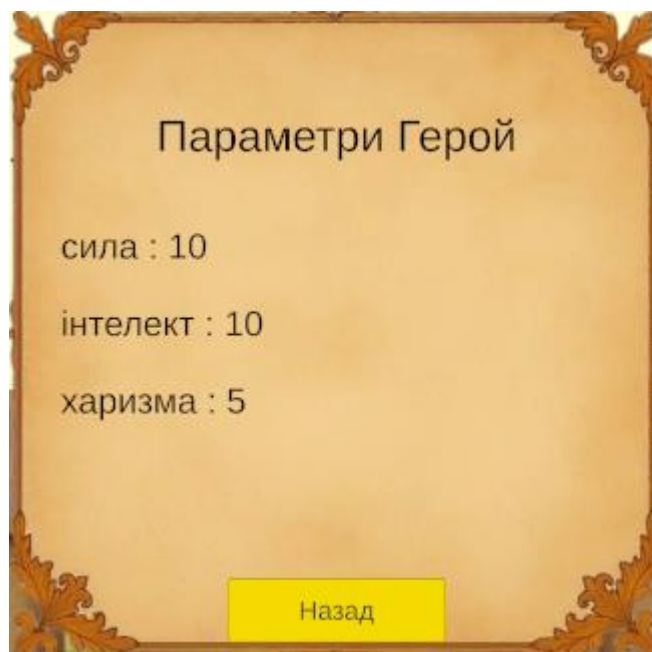 Параметри Герой
сила : 10
інтелект : 10
харизма : 5
Назад